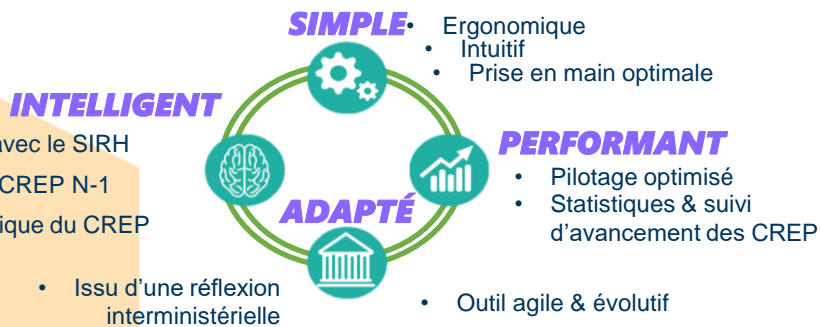 SIMPLE
• Ergonomique
• Intuitif
• Prise en main optimale
INTELLIGENT
avec le SIRH
CREP N-1
ique du CREP
PERFORMANT
• Pilotage optimisé
• Statistiques & suivi
d’avancement des CREP
ADAPTÉ
• Issu d’une réflexion
interministérielle
• Outil agile & évolutif